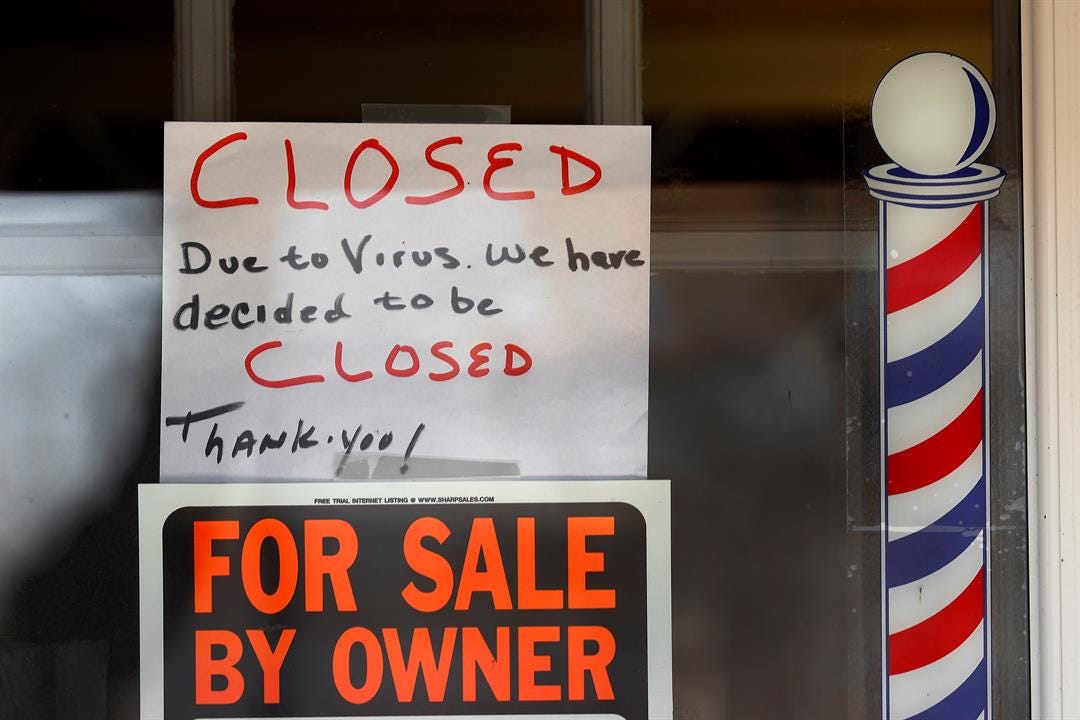 CLOSED
Due to Virus. We have
decided to be
CLOSED
THANK. you!
FREE TRIAL INTERNET LISTING @ WWW.SHARPSALES.COM
FOR SALE
BY OWNER